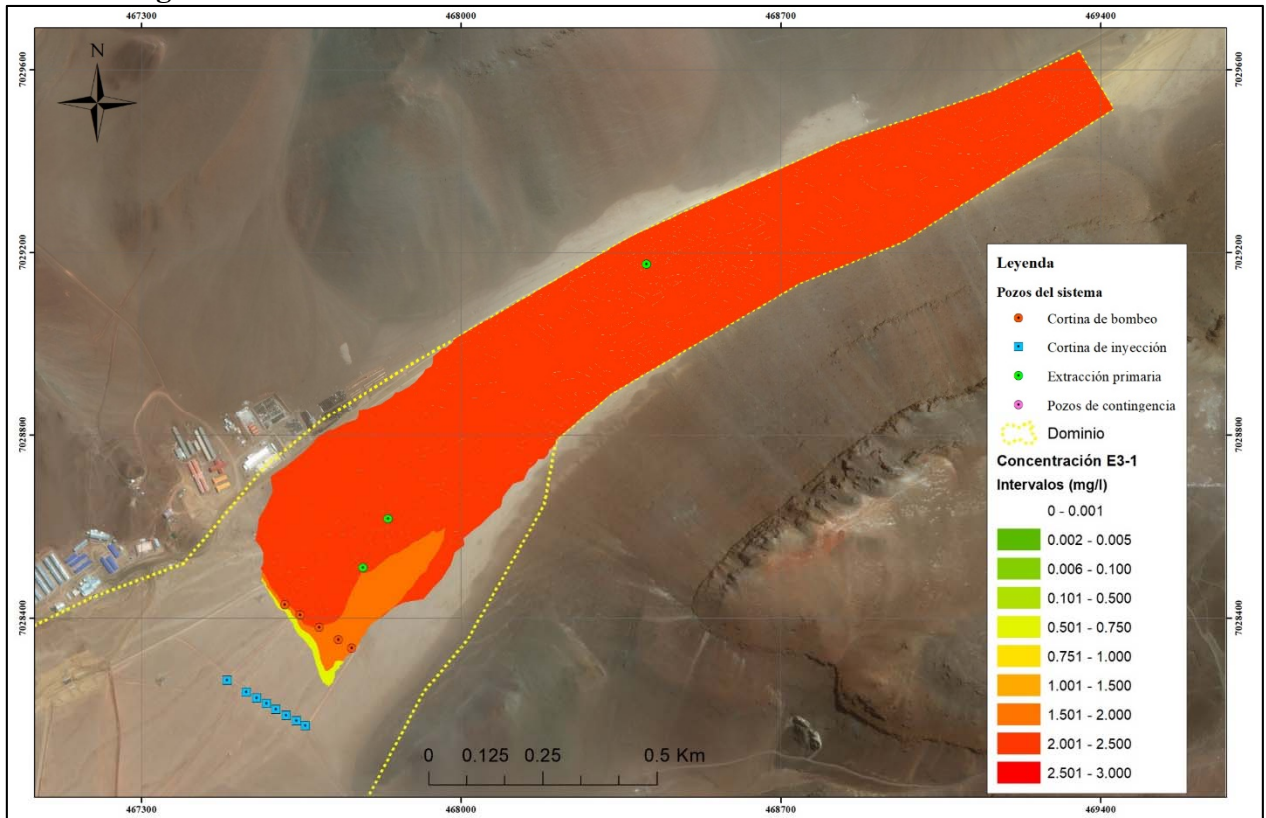 467300 468000 468700 469400
7029600 7029600
N
7029200 7029200
7028800 7028800
7028400 7028400
Leyenda
Pozos del sistema
Cortina de bombeo
Cortina de inyección
Extracción primaria
Pozos de contingencia
Dominio
Concentración E3-1
Intervalos (mg/l)
0 - 0.001
0.002 - 0.005
0.006 - 0.100
0.101 - 0.500
0.501 - 0.750
0.751 - 1.000
1.001 - 1.500
1.501 - 2.000
2.001 - 2.500
2.501 - 3.000
0 0.125 0.25 0.5 Km
467300 468000 468700 469400